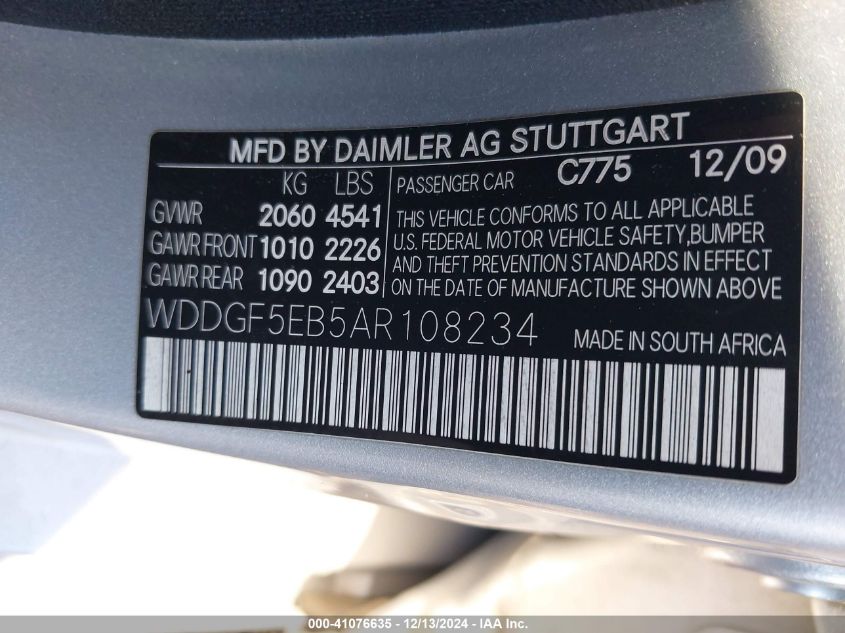 MFD BY DAIMLER AG STUTTGART
KG LBS PASSENGER CAR C775 12/09
GVWR 2060 4541 THIS VEHICLE CONFORMS TO ALL APPLICABLE
GAWR FRONT 1010 2226 U.S. FEDERAL MOTOR VEHICLE SAFETY,BUMPER
GAWR REAR 1090 2403 AND THEFT PREVENTION STANDARDS IN EFFECT
ON THE DATE OF MANUFACTURE SHOWN ABOVE
WDDGF5EB5AR108234 MADE IN SOUTH AFRICA
000-41076635 - 12/13/2024 - IAA Inc. (IAA)